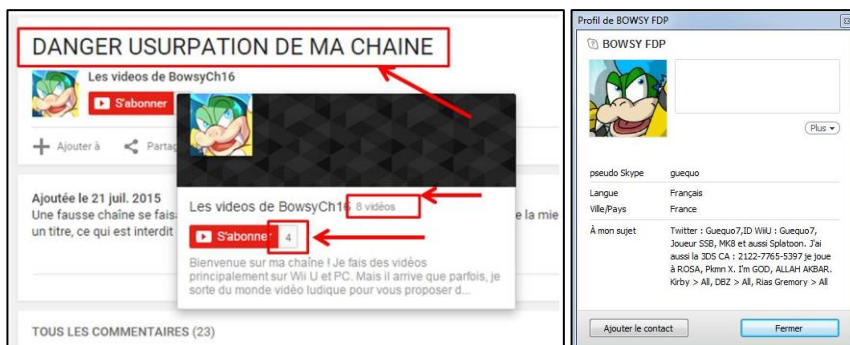 DANGER USURPATION DE MA CHAINE
Les videos de BowsyCh16
S'abonner
Ajouter à Partag
Ajoutée le 21 juil. 2015
Une fausse chaîne se fais
e la mie
un titre, ce qui est interdit
Les videos de BowsyCh16 8 vidéos
S'abonner 4
Bienvenue sur ma chaîne ! Je fais des vidéos
principalement sur Wii U et PC. Mais il arrive que parfois, je
sorte du monde vidéo ludique pour vous proposer d...
TOUS LES COMMENTAIRES (23)
Profil de BOWSY FDP
BOWSY FDP
Plus
pseudo Skype guequo
Langue Français
Ville/Pays France
À mon sujet Twitter : Guequo7,ID WiiU : Guequo7,
Joueur SSB, MK8 et aussi Splatoon. J'ai
aussi la 3DS CA : 2122-7765-5397 je joue
à ROSA, Pkmn X. I'm GOD, ALLAH AKBAR.
Kirby > All, DBZ > All, Rias Gremory > All
Ajouter le contact Fermer